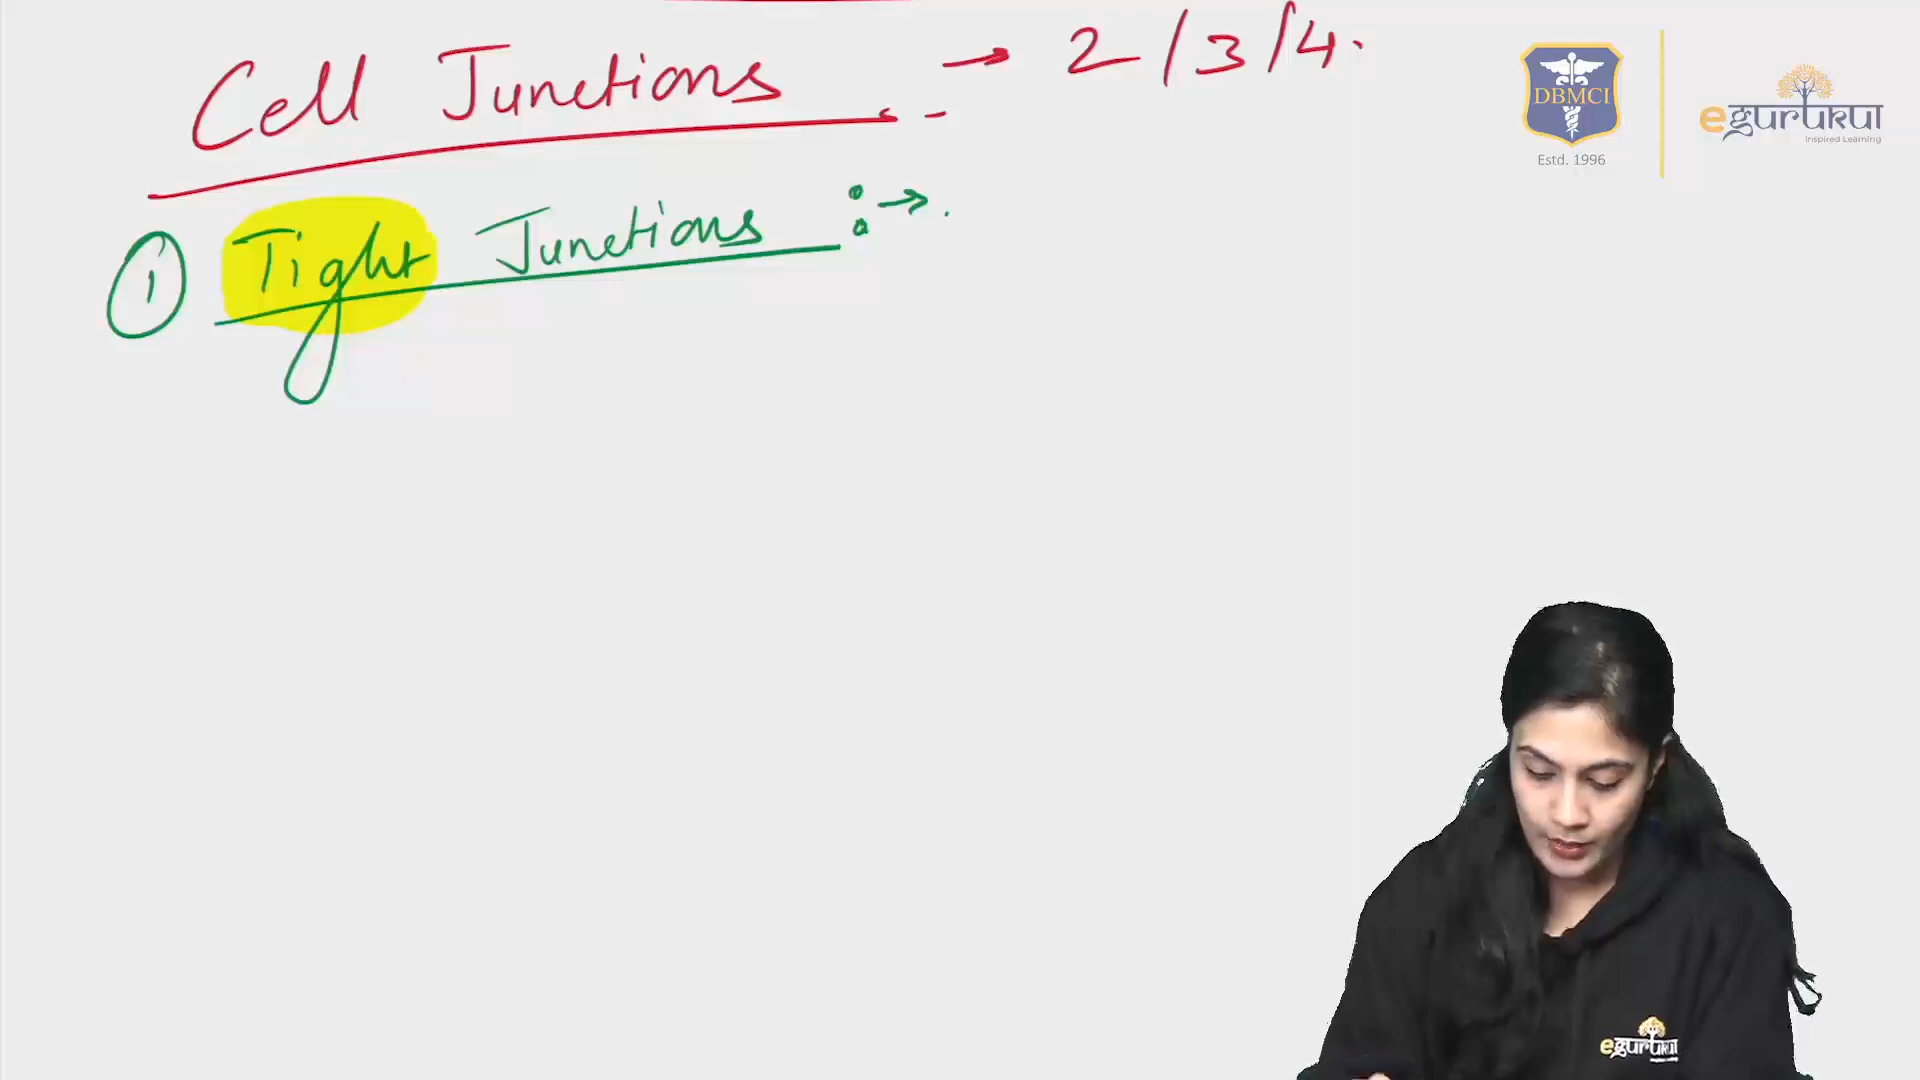 Cell Junctions → 2/3/4.
① Tight Junctions : →
DBMCI
Estd. 1996
egurukul
Inspired Learning
egurukul